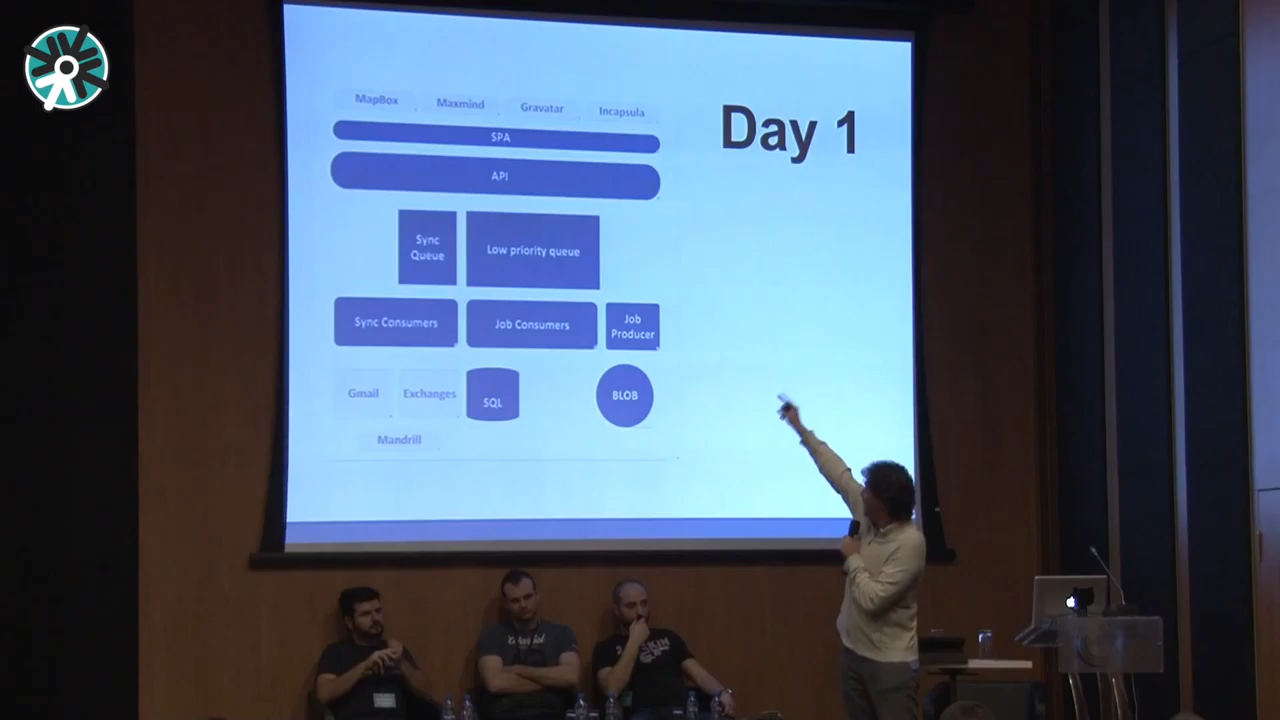 MapBox Maxmind Gravatar Incapsula
Day 1
SPA
API
Sync
Queue
Low priority queue
Sync Consumers
Job Consumers
Job
Producer
Gmail
Exchanges
SQL
BLOB
Mandrill